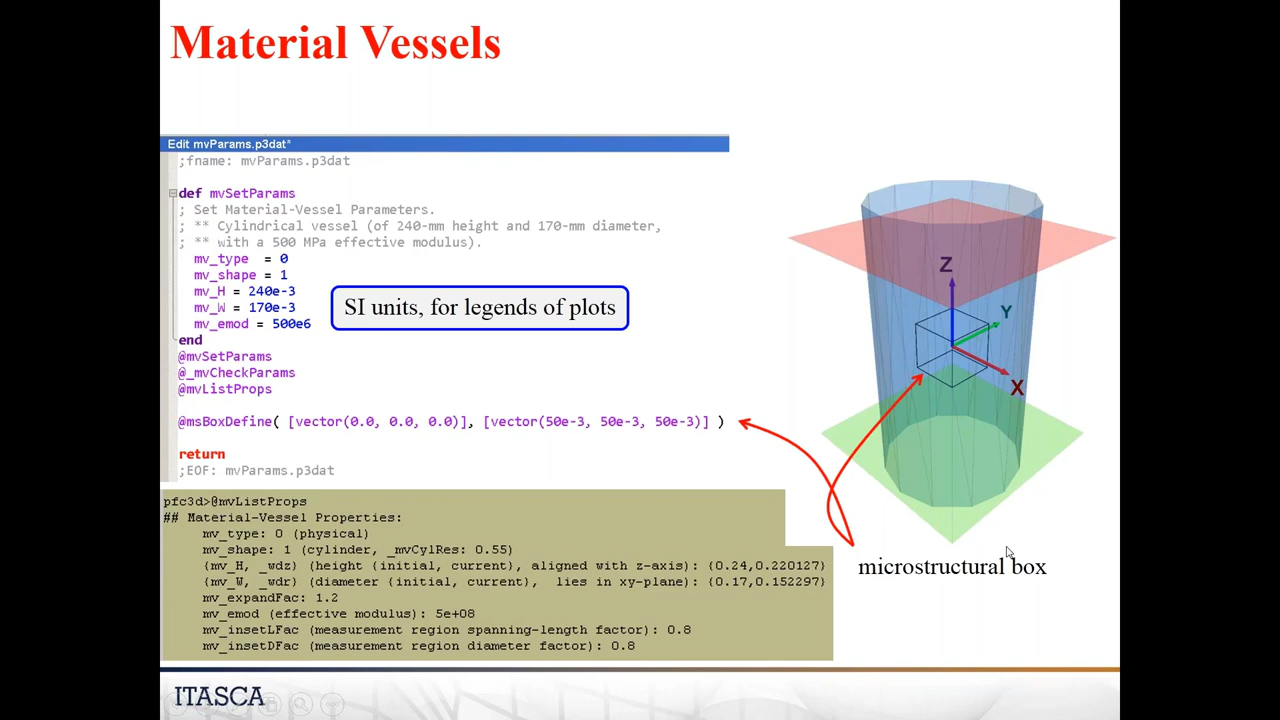 Material Vessels
Edit mvParams.p3dat*
;fname: mvParams.p3dat
def mvSetParams
; Set Material-Vessel Parameters.
; ** Cylindrical vessel (of 240-mm height and 170-mm diameter,
; ** with a 500 MPa effective modulus).
mv_type = 0
mv_shape = 1
mv_H = 240e-3
mv_W = 170e-3
mv_emod = 500e6
end
@mvSetParams
@_mvCheckParams
@mvListProps
@msBoxDefine( [vector(0.0, 0.0, 0.0)], [vector(50e-3, 50e-3, 50e-3)] )
return
;EOF: mvParams.p3dat
SI units, for legends of plots
pfc3d>@mvListProps
## Material-Vessel Properties:
mv_type: 0 (physical)
mv_shape: 1 (cylinder, _mvCylRes: 0.55)
{mv_H, _wdz} (height (initial, current), aligned with z-axis): {0.24,0.220127}
{mv_W, _wdr} (diameter (initial, current), lies in xy-plane): {0.17,0.152297}
mv_expandFac: 1.2
mv_emod (effective modulus): 5e+08
mv_insetLFac (measurement region spanning-length factor): 0.8
mv_insetDFac (measurement region diameter factor): 0.8
Z
Y
X
microstructural box
ITASCA